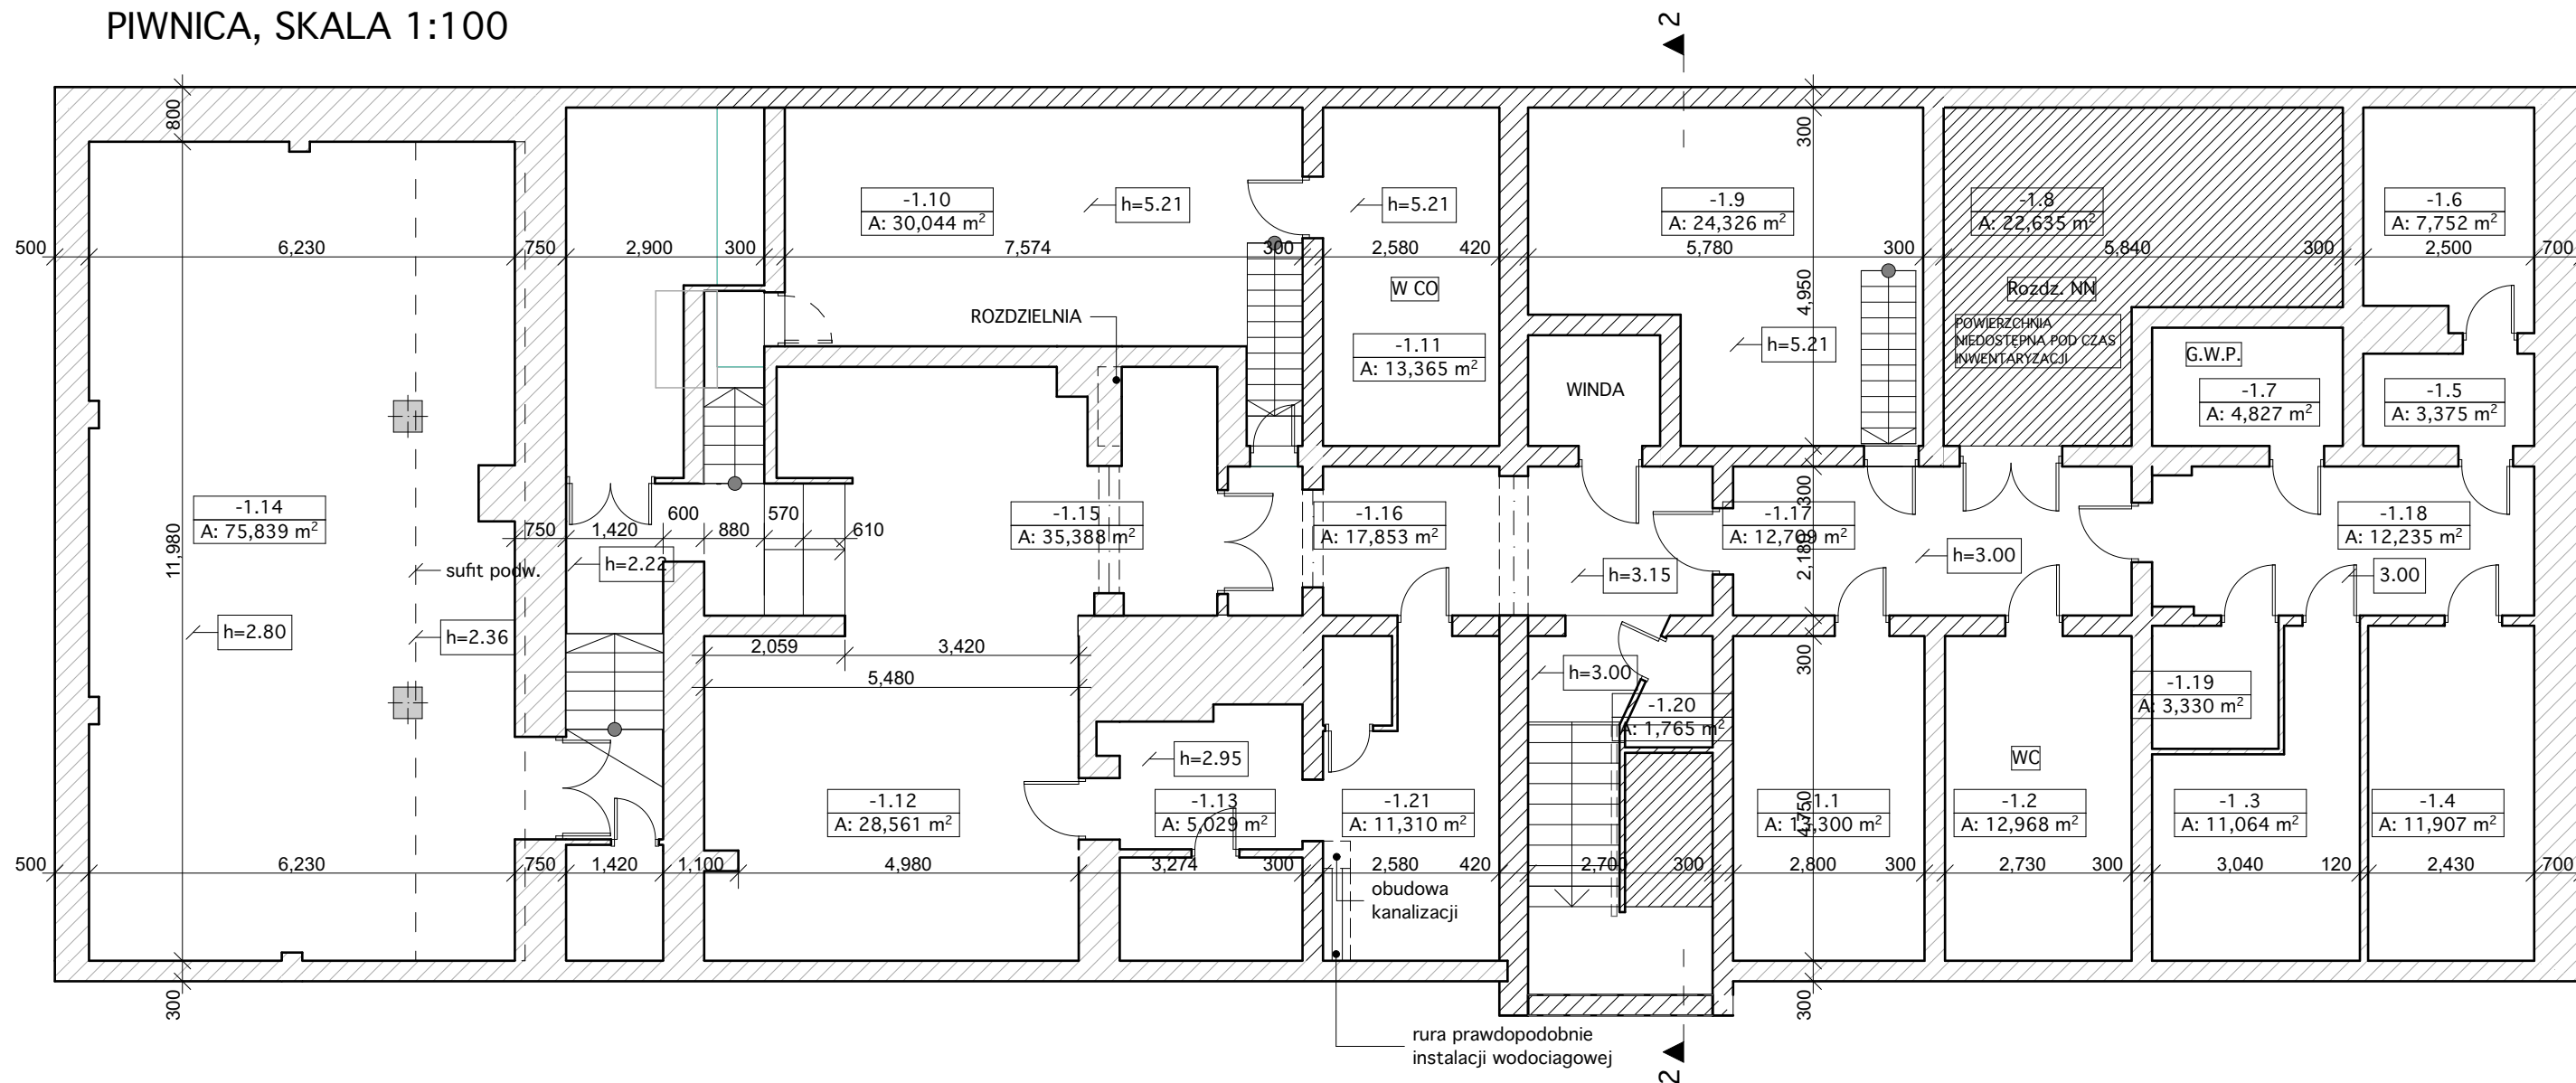 PIWNICA, SKALA 1:100
2
800
300
-1.10
A: 30,044 m²
h=5.21
h=5.21
-1.9
A: 24,326 m²
-1.8
A: 22,635 m²
-1.6
A: 7,752 m²
500
6,230
750
2,900
300
7,574
300
2,580
420
5,780
300
5,840
300
2,500
700
W CO
Rozdz. NN
4,950
ROZDZIELNIA
POWIERZCHNIA
NIEDOSTĘPNA POD CZAS
INWENTARYZACJI
-1.11
A: 13,365 m²
h=5.21
G.W.P.
WINDA
-1.7
A: 4,827 m²
-1.5
A: 3,375 m²
-1.14
A: 75,839 m²
11,980
750
1,420
600
880
570
610
-1.15
A: 35,388 m²
-1.16
A: 17,853 m²
300
-1.17
A: 12,709 m²
2,180
-1.18
A: 12,235 m²
sufit podw.
h=2.22
h=3.15
h=3.00
3.00
h=2.80
h=2.36
2,059
3,420
5,480
300
h=3.00
-1.20
A: 1,765 m²
-1.19
A: 3,330 m²
h=2.95
WC
-1.12
A: 28,561 m²
-1.13
A: 5,029 m²
-1.21
A: 11,310 m²
-1.1
A: 13,300 m²
4,750
-1.2
A: 12,968 m²
-1 .3
A: 11,064 m²
-1.4
A: 11,907 m²
500
6,230
750
1,420
1,100
4,980
3,274
300
2,580
420
2,700
300
2,800
300
2,730
300
3,040
120
2,430
700
obudowa
kanalizacji
300
300
rura prawdopodobnie
instalacji wodociagowej
2